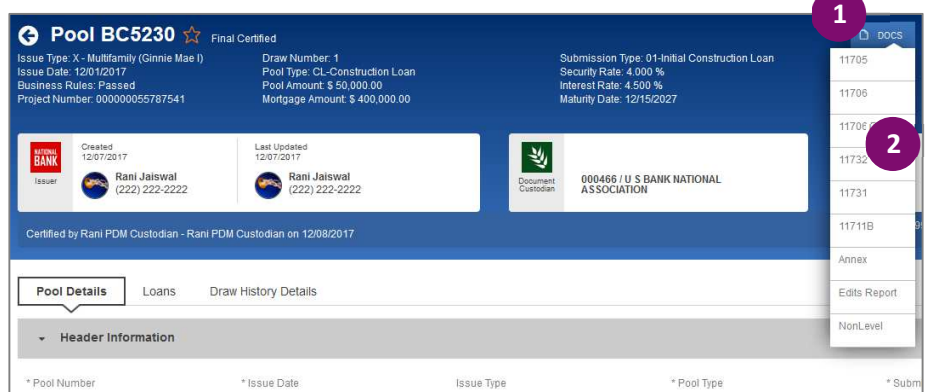 1
Pool BC5230 Final Certified
DOCS
Issue Type: X - Multifamily (Ginnie Mae I)
Issue Date: 12/01/2017
Business Rules: Passed
Project Number: 000000055787541
Draw Number: 1
Pool Type: CL-Construction Loan
Pool Amount: $ 50,000.00
Mortgage Amount: $ 400,000.00
Submission Type: 01-Initial Construction Loan
Security Rate: 4.000 %
Interest Rate: 4.500 %
Maturity Date: 12/15/2027
11705
11706
11706
2
11732
11731
11711B
Annex
Edits Report
NonLevel
NATIONAL
BANK
Issuer
Created
12/07/2017
Rani Jaiswal
(222) 222-2222
Last Updated
12/07/2017
Rani Jaiswal
(222) 222-2222
Document
Custodian
000466 / U S BANK NATIONAL
ASSOCIATION
Certified by Rani PDM Custodian - Rani PDM Custodian on 12/08/2017
Pool Details Loans Draw History Details
Header Information
* Pool Number * Issue Date Issue Type * Pool Type * Subm